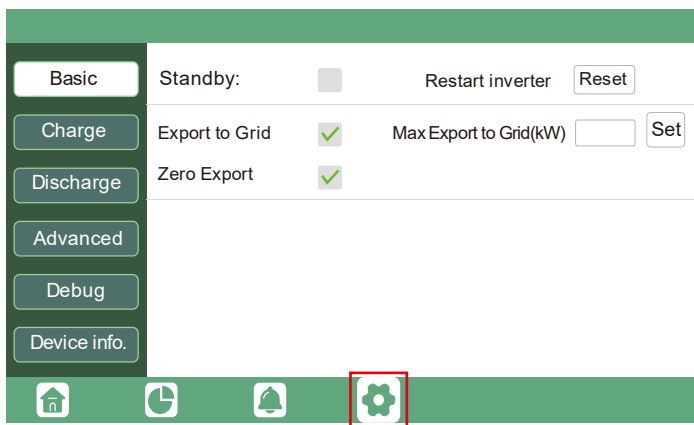 Basic
Standby:
Restart inverter
Reset
Charge
Export to Grid
Max Export to Grid(kW)
Set
Discharge
Zero Export
Advanced
Debug
Device info.